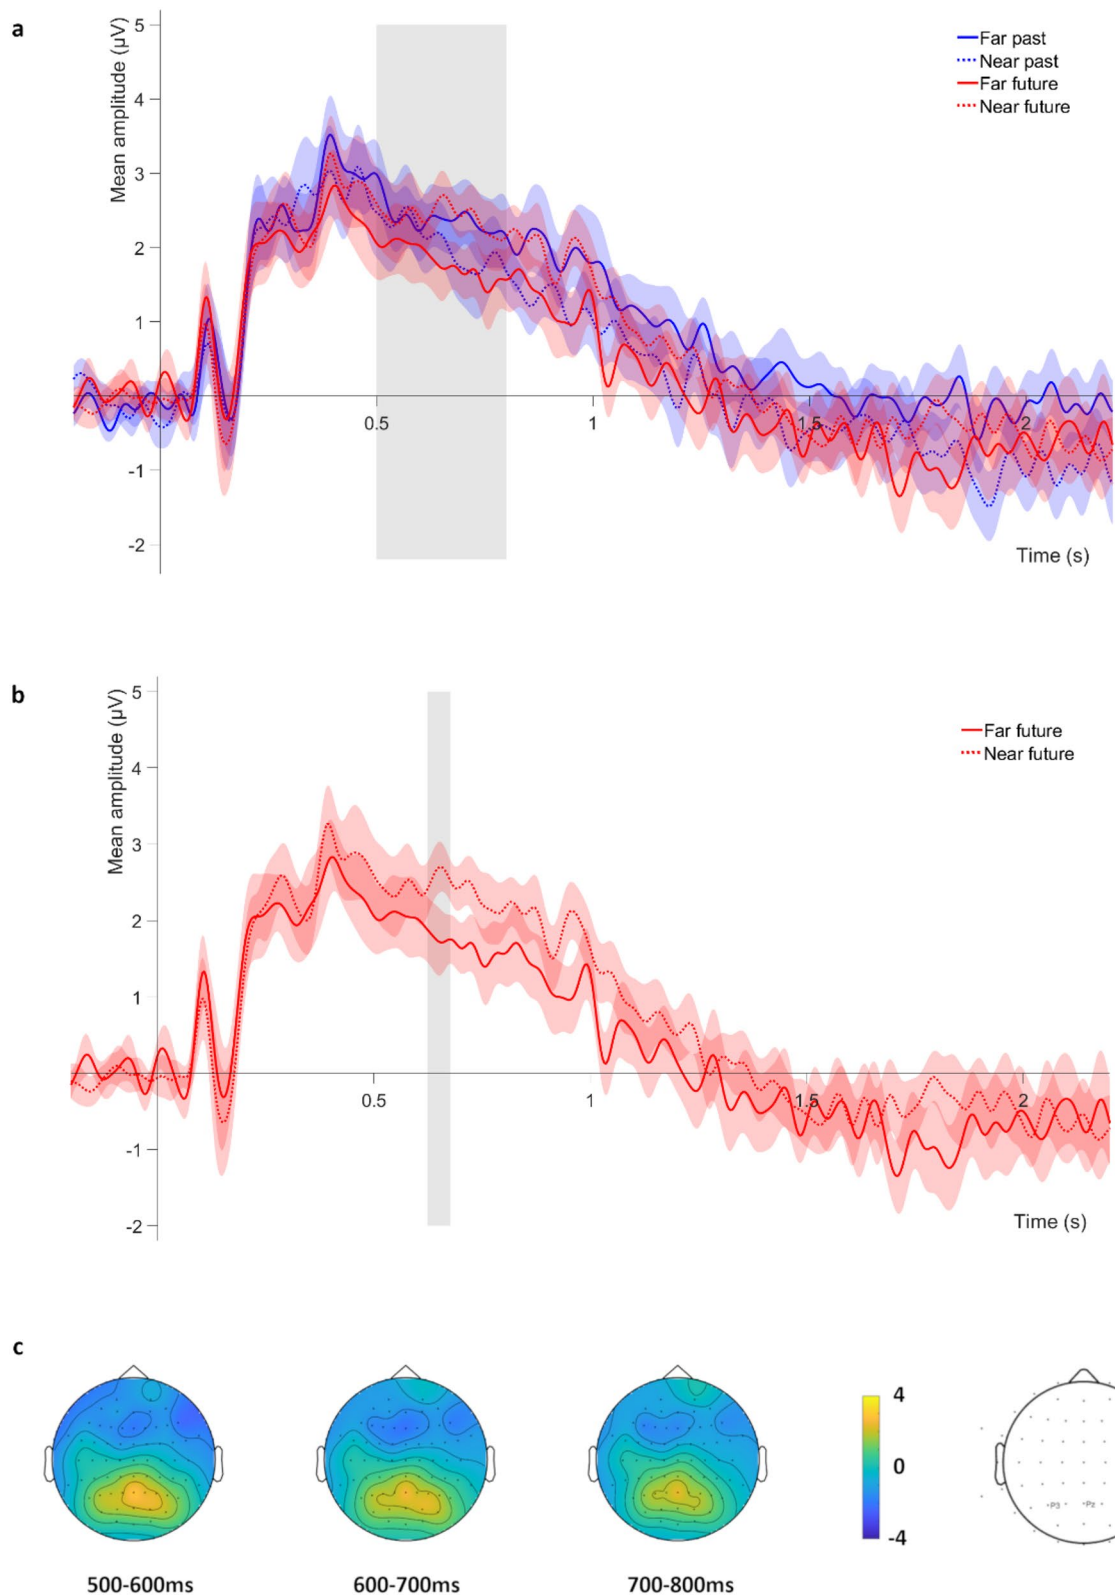 a
Mean amplitude (µV)
5
4
3
2
1
-1
-2
0.5
1
1.5
2
Time (s)
Far past
Near past
Far future
Near future
b
Mean amplitude (µV)
5
4
3
2
1
-1
-2
0.5
1
1.5
2
Time (s)
Far future
Near future
c
4
0
-4
P3
Pz
500-600ms
600-700ms
700-800ms